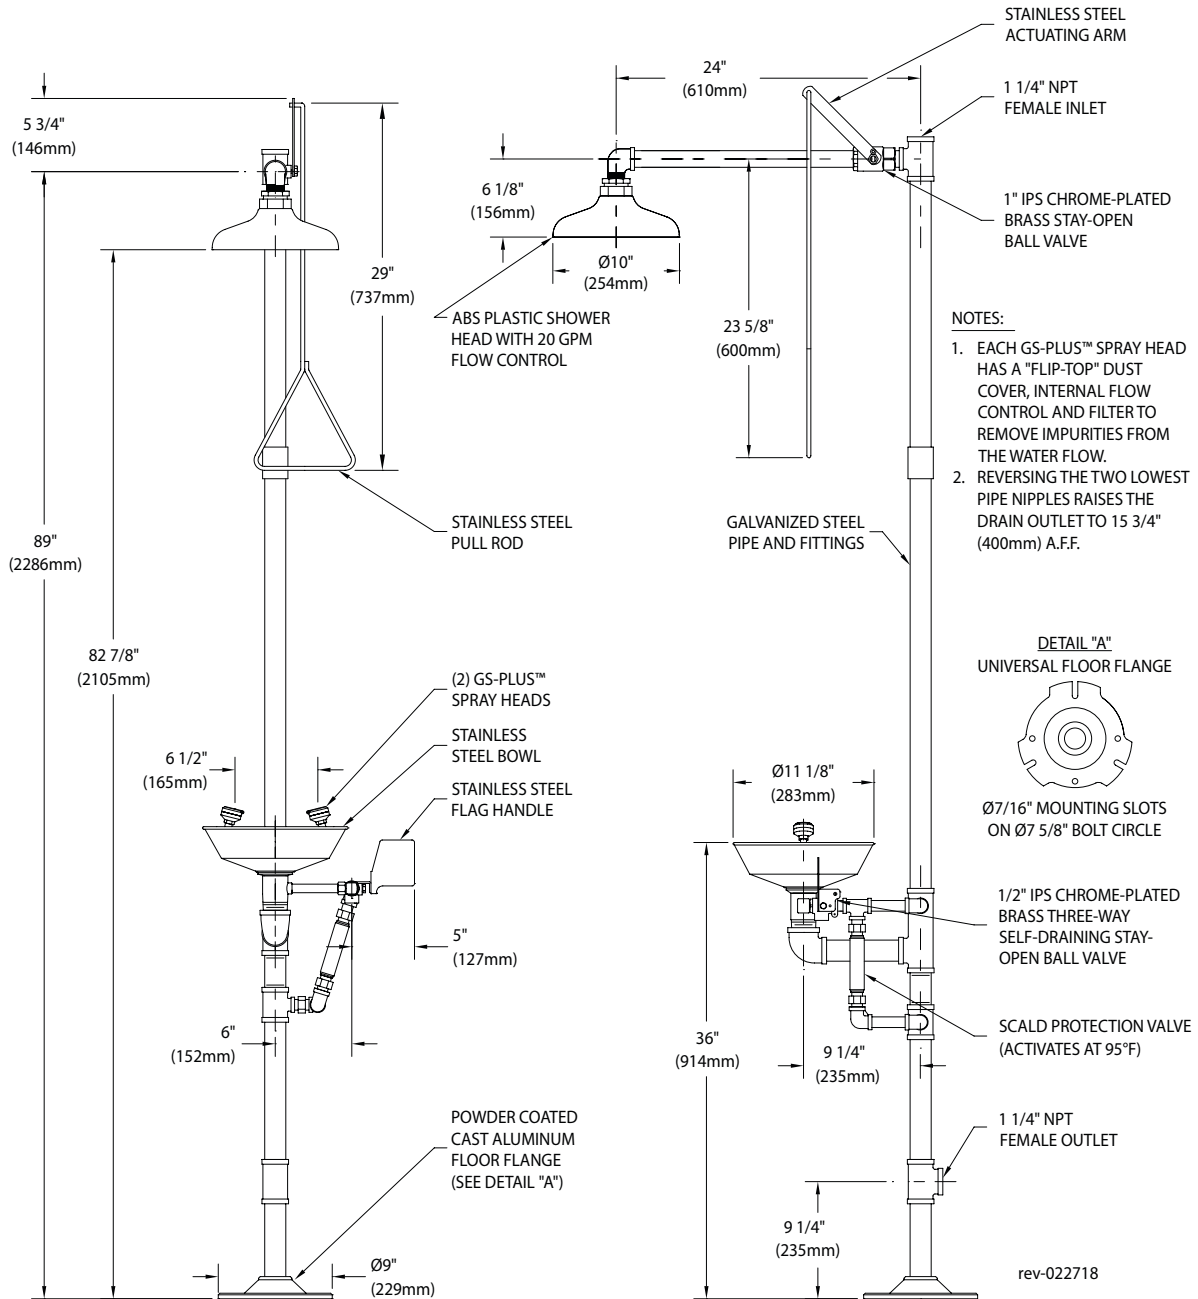 STAINLESS STEEL
ACTUATING ARM
24"
(610mm)
1 1/4" NPT
FEMALE INLET
5 3/4"
(146mm)
6 1/8"
(156mm)
1" IPS CHROME-PLATED
BRASS STAY-OPEN
BALL VALVE
Ø10"
(254mm)
29"
(737mm)
ABS PLASTIC SHOWER
HEAD WITH 20 GPM
FLOW CONTROL
23 5/8"
(600mm)
NOTES:
1. EACH GS-PLUS™ SPRAY HEAD
HAS A "FLIP-TOP" DUST
COVER, INTERNAL FLOW
CONTROL AND FILTER TO
REMOVE IMPURITIES FROM
THE WATER FLOW.
2. REVERSING THE TWO LOWEST
PIPE NIPPLES RAISES THE
DRAIN OUTLET TO 15 3/4"
(400mm) A.F.F.
STAINLESS STEEL
PULL ROD
GALVANIZED STEEL
PIPE AND FITTINGS
89"
(2286mm)
82 7/8"
(2105mm)
DETAIL "A"
UNIVERSAL FLOOR FLANGE
(2) GS-PLUS™
SPRAY HEADS
STAINLESS
STEEL BOWL
6 1/2"
(165mm)
STAINLESS STEEL
FLAG HANDLE
Ø11 1/8"
(283mm)
Ø7/16" MOUNTING SLOTS
ON Ø7 5/8" BOLT CIRCLE
1/2" IPS CHROME-PLATED
BRASS THREE-WAY
SELF-DRAINING STAY-
OPEN BALL VALVE
5"
(127mm)
6"
(152mm)
36"
(914mm)
9 1/4"
(235mm)
SCALD PROTECTION VALVE
(ACTIVATES AT 95°F)
POWDER COATED
CAST ALUMINUM
FLOOR FLANGE
(SEE DETAIL "A")
1 1/4" NPT
FEMALE OUTLET
9 1/4"
(235mm)
Ø9"
(229mm)
rev-022718